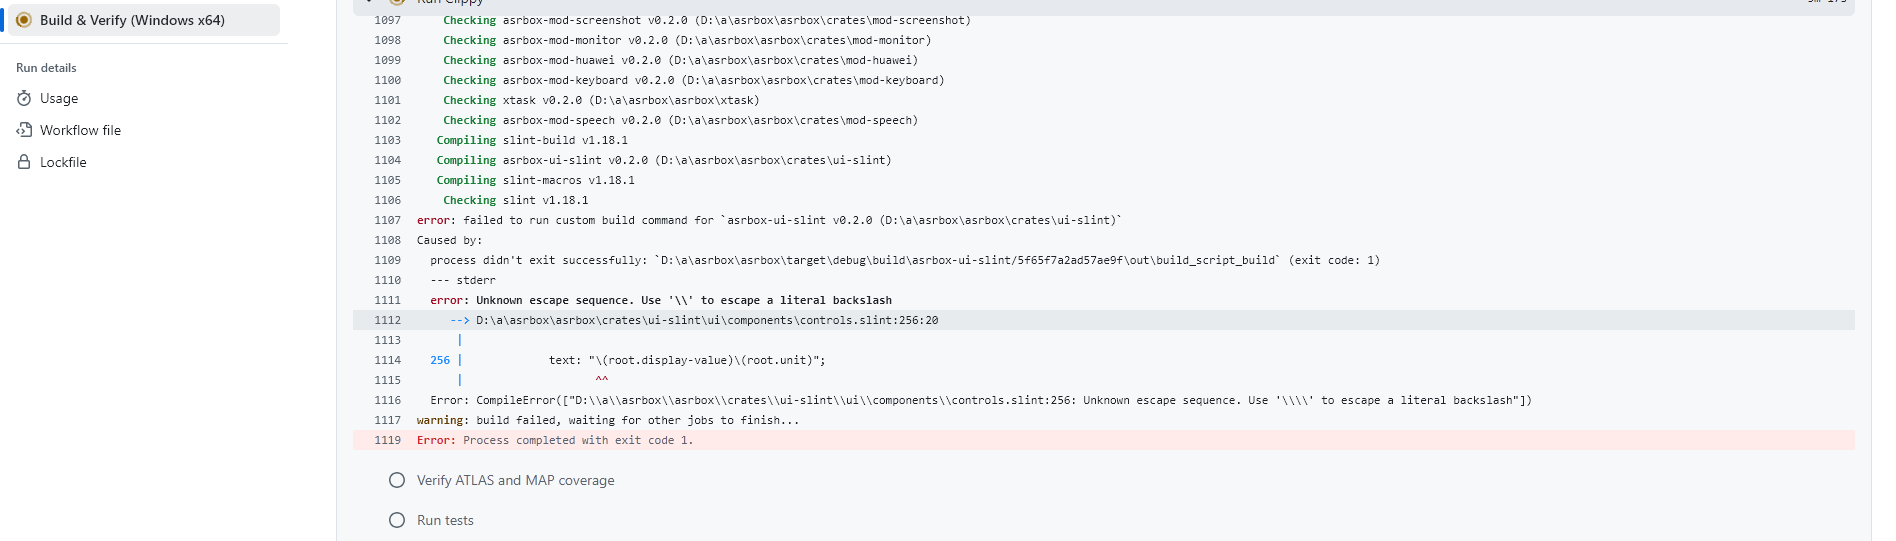 Build & Verify (Windows x64)
Run details
Usage
Workflow file
Lockfile
Run Clippy
1097 Checking asrbox-mod-screenshot v0.2.0 (D:\a\asrbox\asrbox\crates\mod-screenshot)
1098 Checking asrbox-mod-monitor v0.2.0 (D:\a\asrbox\asrbox\crates\mod-monitor)
1099 Checking asrbox-mod-huawei v0.2.0 (D:\a\asrbox\asrbox\crates\mod-huawei)
1100 Checking asrbox-mod-keyboard v0.2.0 (D:\a\asrbox\asrbox\crates\mod-keyboard)
1101 Checking xtask v0.2.0 (D:\a\asrbox\asrbox\xtask)
1102 Checking asrbox-mod-speech v0.2.0 (D:\a\asrbox\asrbox\crates\mod-speech)
1103 Compiling slint-build v1.18.1
1104 Compiling asrbox-ui-slint v0.2.0 (D:\a\asrbox\asrbox\crates\ui-slint)
1105 Compiling slint-macros v1.18.1
1106 Checking slint v1.18.1
1107 error: failed to run custom build command for `asrbox-ui-slint v0.2.0 (D:\a\asrbox\asrbox\crates\ui-slint)`
1108 Caused by:
1109 process didn't exit successfully: `D:\a\asrbox\asrbox\target\debug\build\asrbox-ui-slint/5f65f7a2ad57ae9f\out\build_script_build` (exit code: 1)
1110 --- stderr
1111 error: Unknown escape sequence. Use '\\' to escape a literal backslash
1112 --> D:\a\asrbox\asrbox\crates\ui-slint\ui\components\controls.slint:256:20
1113 |
1114 256 | text: "\(root.display-value)\(root.unit)";
1115 | ^^
1116 Error: CompileError(["D:\\a\\asrbox\\asrbox\\crates\\ui-slint\\ui\\components\\controls.slint:256: Unknown escape sequence. Use '\\\\' to escape a literal backslash"])
1117 warning: build failed, waiting for other jobs to finish...
1119 Error: Process completed with exit code 1.
Verify ATLAS and MAP coverage
Run tests